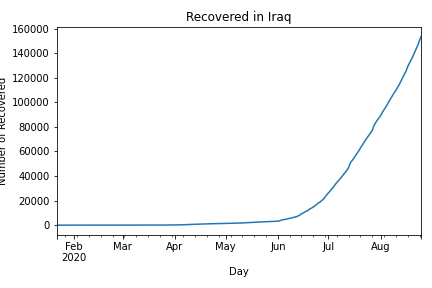 Recovered in Iraq
160000
140000
120000
100000
80000
60000
40000
20000
0
Number of Recovered
Feb Mar Apr May Jun Jul Aug
2020
Day